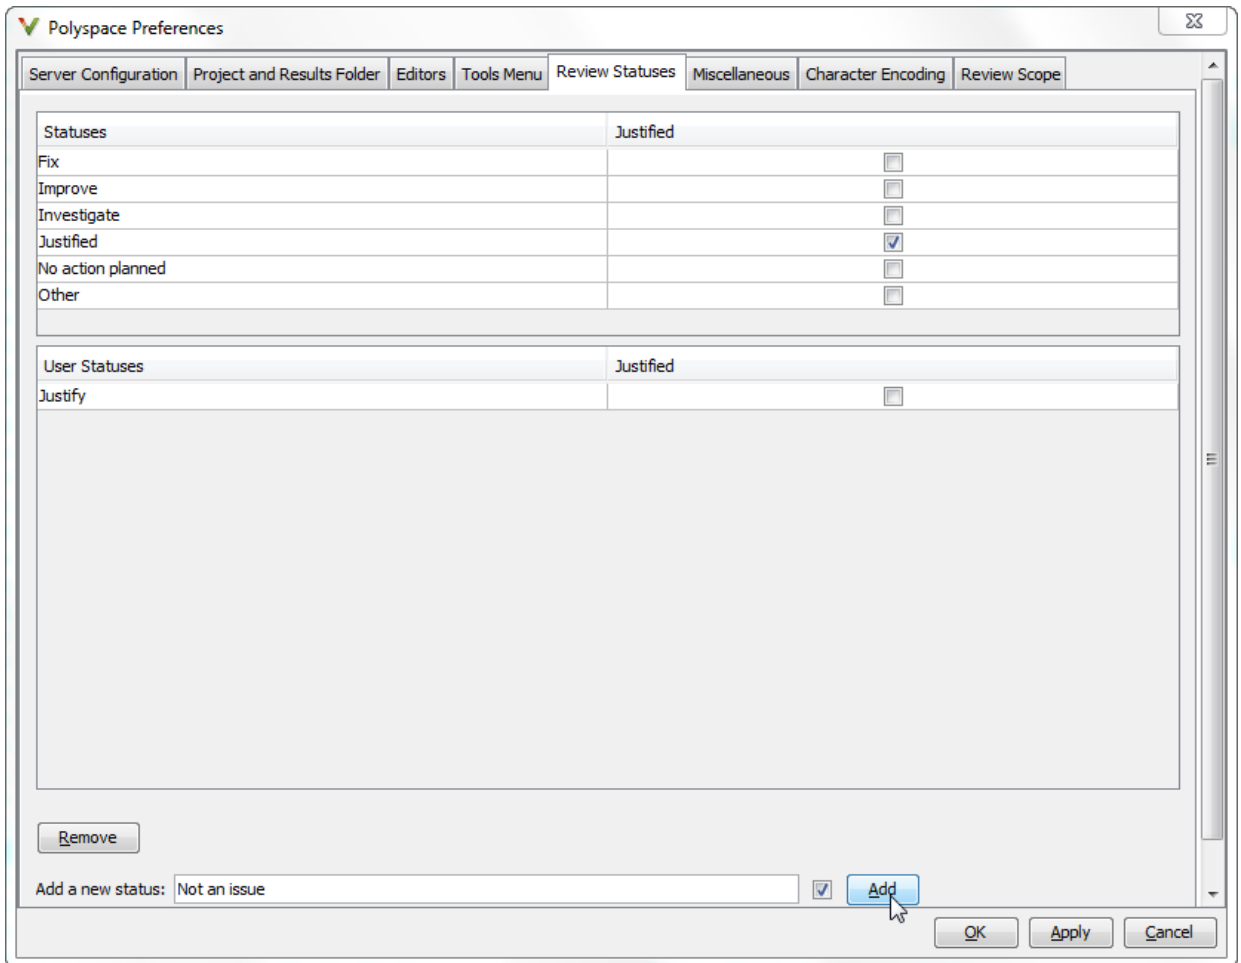 Polyspace Preferences
Server Configuration Project and Results Folder Editors Tools Menu Review Statuses Miscellaneous Character Encoding Review Scope
Statuses Justified
Fix
Improve
Investigate
Justified
No action planned
Other
User Statuses Justified
Justify
Remove
Add a new status: Not an issue Add
OK Apply Cancel